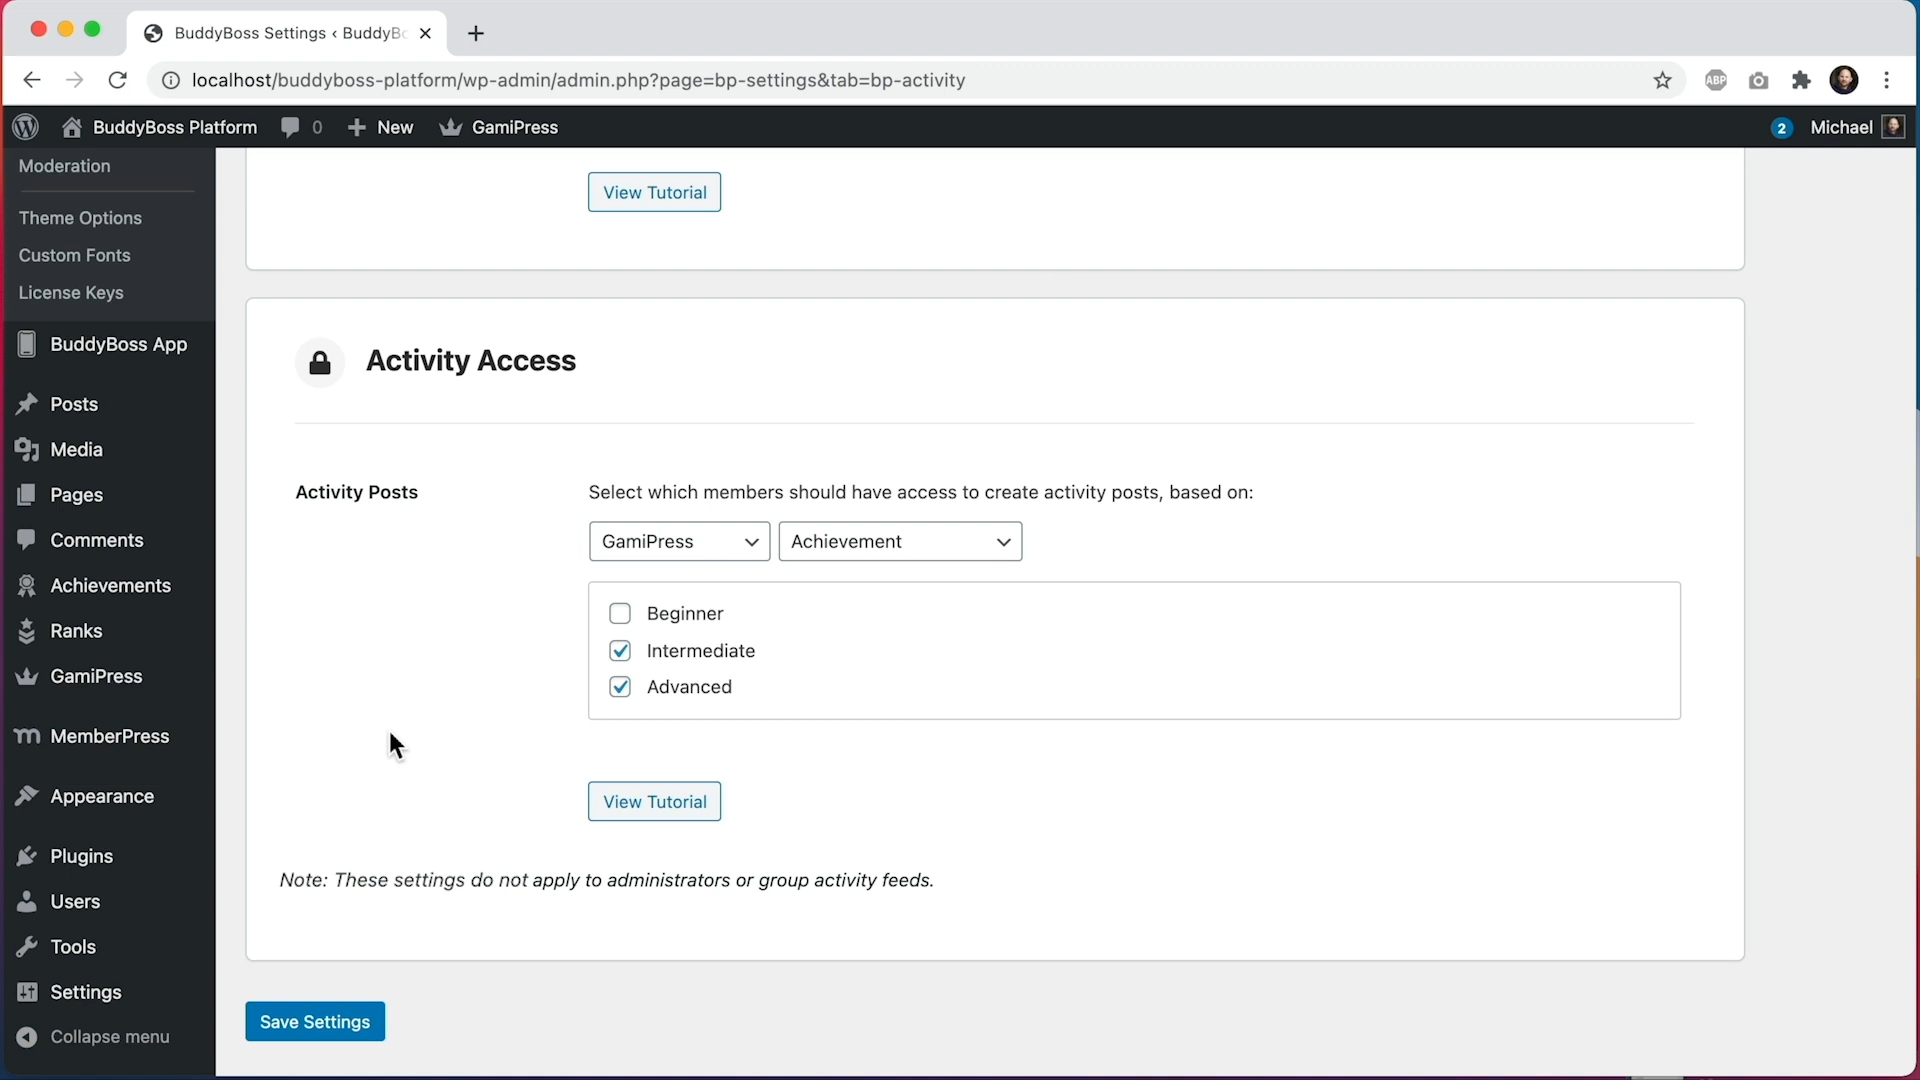 BuddyBoss Settings ‹ BuddyBo
localhost/buddyboss-platform/wp-admin/admin.php?page=bp-settings&tab=bp-activity
ABP
BuddyBoss Platform
0
New
GamiPress
2
Michael
Moderation
Theme Options
Custom Fonts
License Keys
BuddyBoss App
Posts
Media
Pages
Comments
Achievements
Ranks
GamiPress
MemberPress
Appearance
Plugins
Users
Tools
Settings
Collapse menu
View Tutorial
Activity Access
Activity Posts
Select which members should have access to create activity posts, based on:
GamiPress
Achievement
Beginner
Intermediate
Advanced
View Tutorial
Note: These settings do not apply to administrators or group activity feeds.
Save Settings